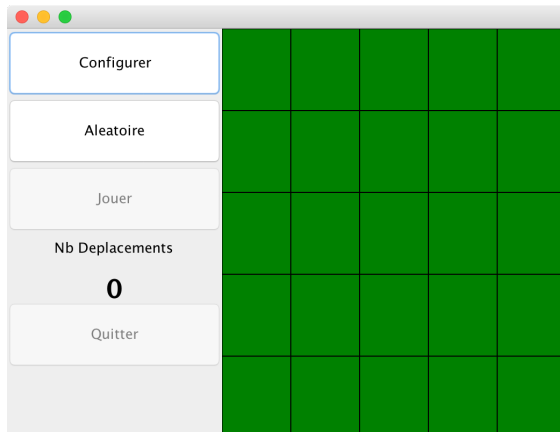 Configurer
Aleatoire
Jouer
Nb Deplacements
0
Quitter